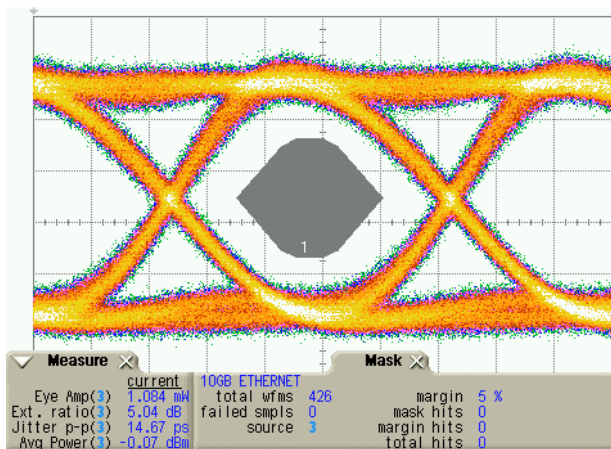 1
Measure
Mask
current
Eye Amp(3) 1.084 mW
Ext. ratio(3) 5.04 dB
Jitter p-p(3) 14.67 ps
Avg Power(3) -0.07 dBm
10GB ETHERNET
total wfms 426
failed smpls 0
source 3
margin 5 %
mask hits 0
margin hits 0
total hits 0